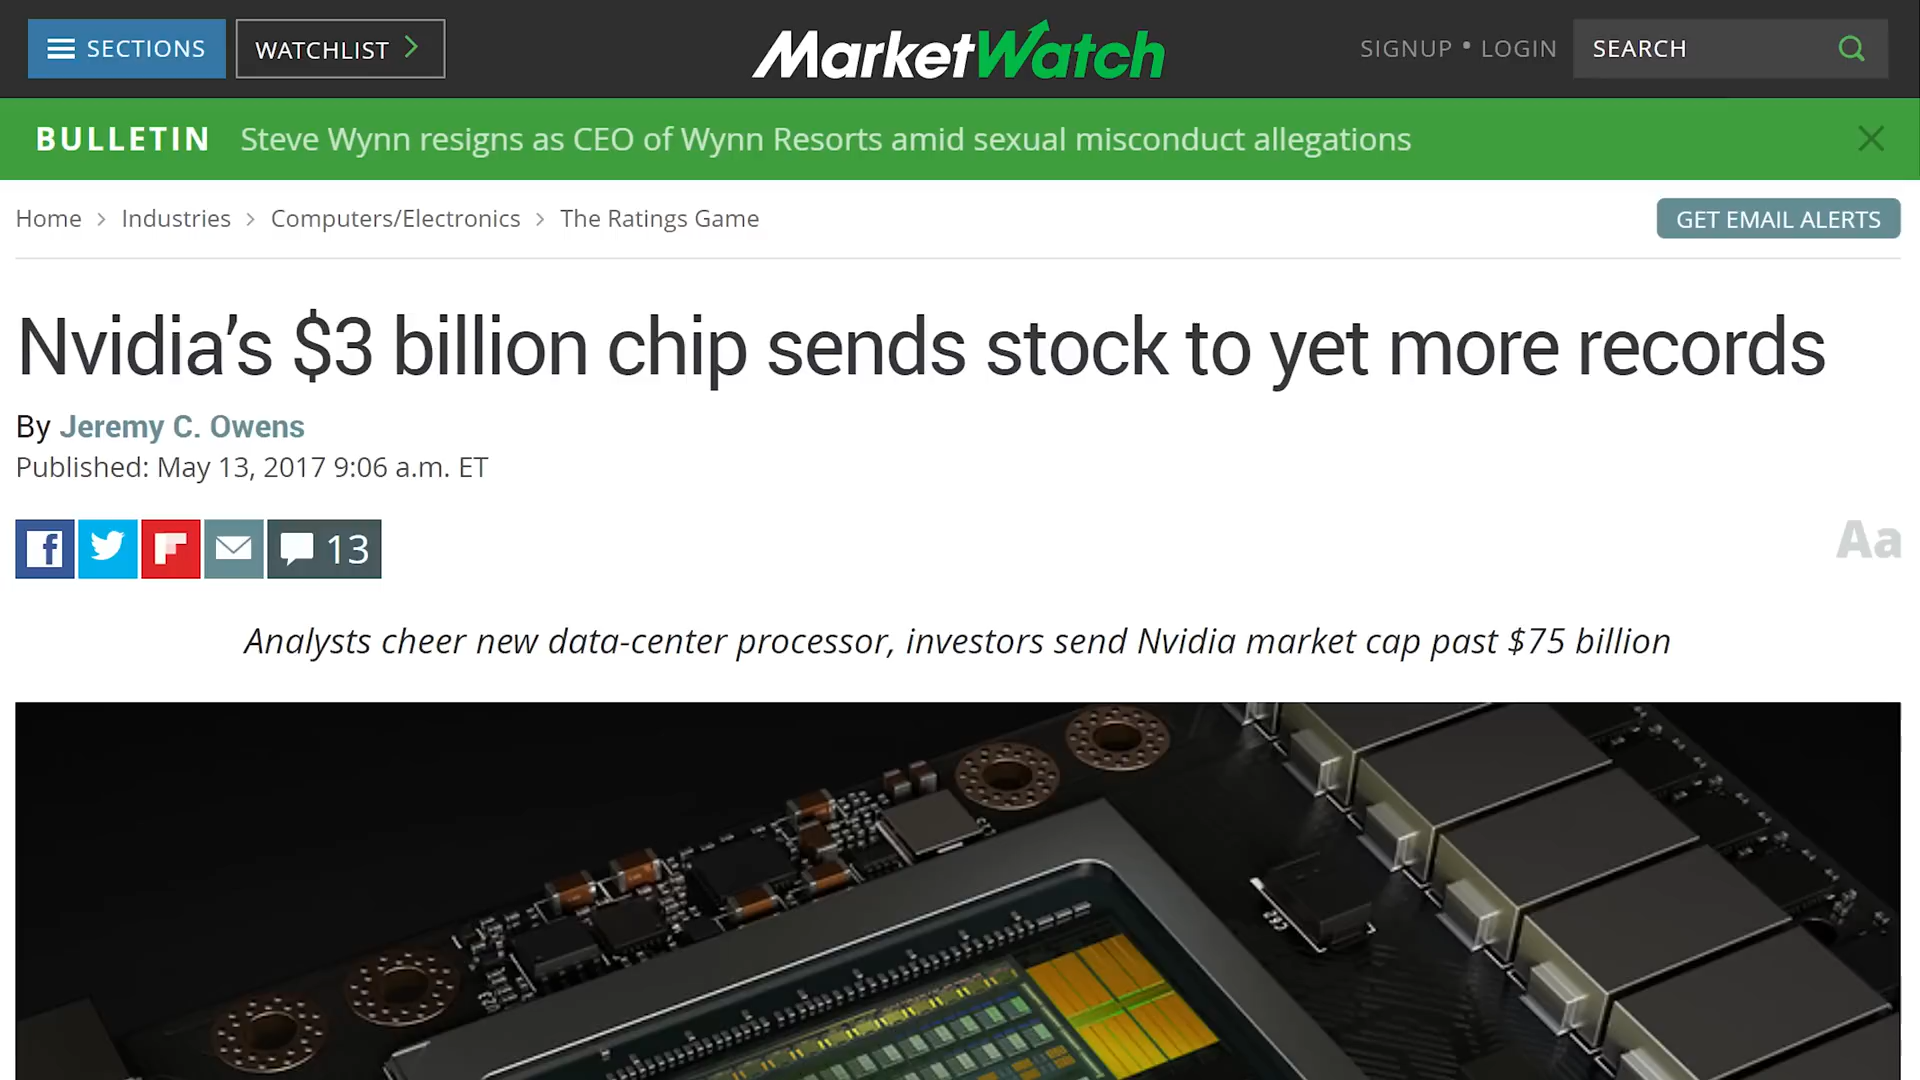 SECTIONS
WATCHLIST
MarketWatch
SIGNUP • LOGIN
SEARCH
BULLETIN Steve Wynn resigns as CEO of Wynn Resorts amid sexual misconduct allegations
Home > Industries > Computers/Electronics > The Ratings Game
GET EMAIL ALERTS
Nvidia’s $3 billion chip sends stock to yet more records
By Jeremy C. Owens
Published: May 13, 2017 9:06 a.m. ET
13
Aa
Analysts cheer new data-center processor, investors send Nvidia market cap past $75 billion